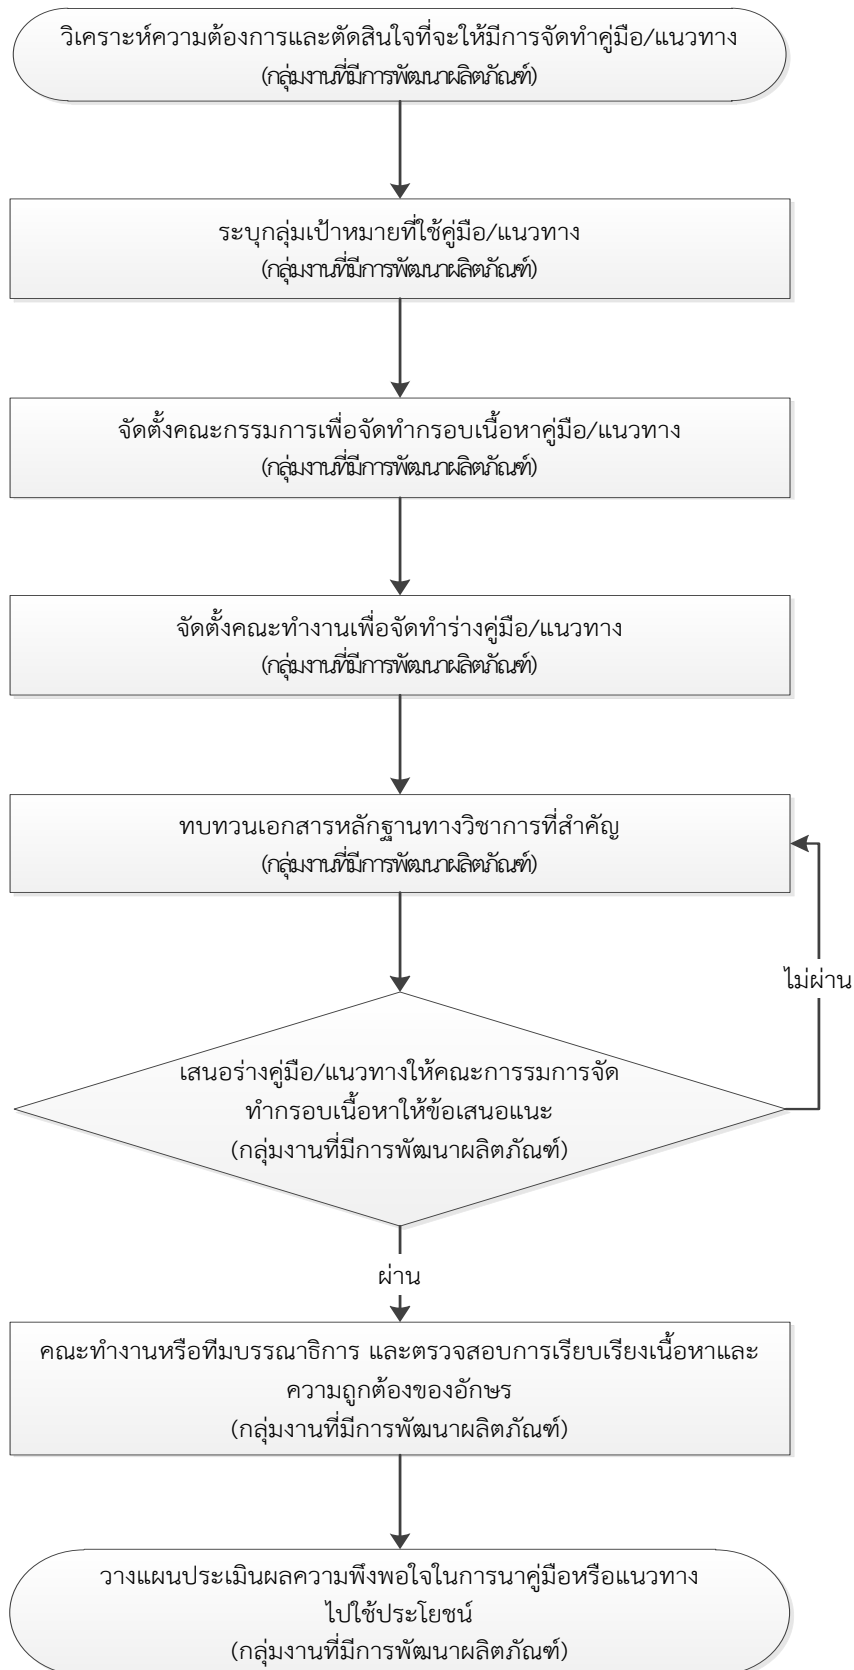 วิเคราะห์ความต้องการและตัดสินใจที่จะให้มีการจัดทำคู่มือ/แนวทาง
(กลุ่มงานที่มีการพัฒนาผลิตภัณฑ์)
ระบุกลุ่มเป้าหมายที่ใช้คู่มือ/แนวทาง
(กลุ่มงานที่มีการพัฒนาผลิตภัณฑ์)
จัดตั้งคณะกรรมการเพื่อจัดทำกรอบเนื้อหาคู่มือ/แนวทาง
(กลุ่มงานที่มีการพัฒนาผลิตภัณฑ์)
จัดตั้งคณะทำงานเพื่อจัดทำร่างคู่มือ/แนวทาง
(กลุ่มงานที่มีการพัฒนาผลิตภัณฑ์)
ทบทวนเอกสารหลักฐานทางวิชาการที่สำคัญ
(กลุ่มงานที่มีการพัฒนาผลิตภัณฑ์)
ไม่ผ่าน
เสนอร่างคู่มือ/แนวทางให้คณะการรมการจัด
ทำกรอบเนื้อหาให้ข้อเสนอแนะ
(กลุ่มงานที่มีการพัฒนาผลิตภัณฑ์)
ผ่าน
คณะทำงานหรือทีมบรรณาธิการ และตรวจสอบการเรียบเรียงเนื้อหาและ
ความถูกต้องของอักษร
(กลุ่มงานที่มีการพัฒนาผลิตภัณฑ์)
วางแผนประเมินผลความพึงพอใจในการนาคู่มือหรือแนวทาง
ไปใช้ประโยชน์
(กลุ่มงานที่มีการพัฒนาผลิตภัณฑ์)